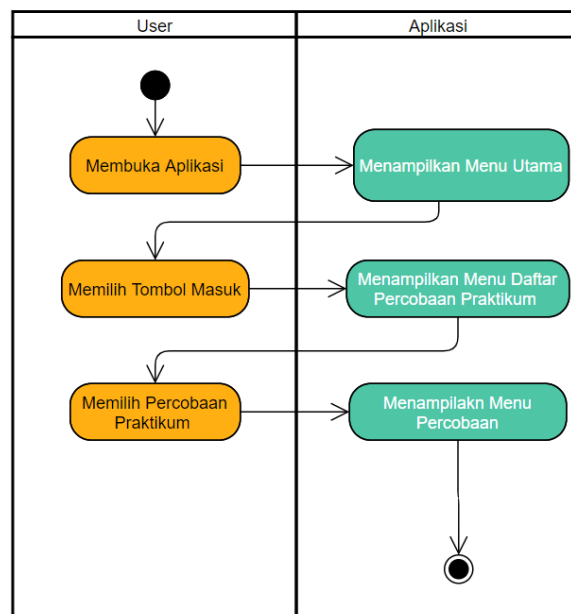 User
Aplikasi
Membuka Aplikasi
Menampilkan Menu Utama
Memilih Tombol Masuk
Menampilkan Menu Daftar
Percobaan Praktikum
Memilih Percobaan
Praktikum
Menampilakn Menu
Percobaan